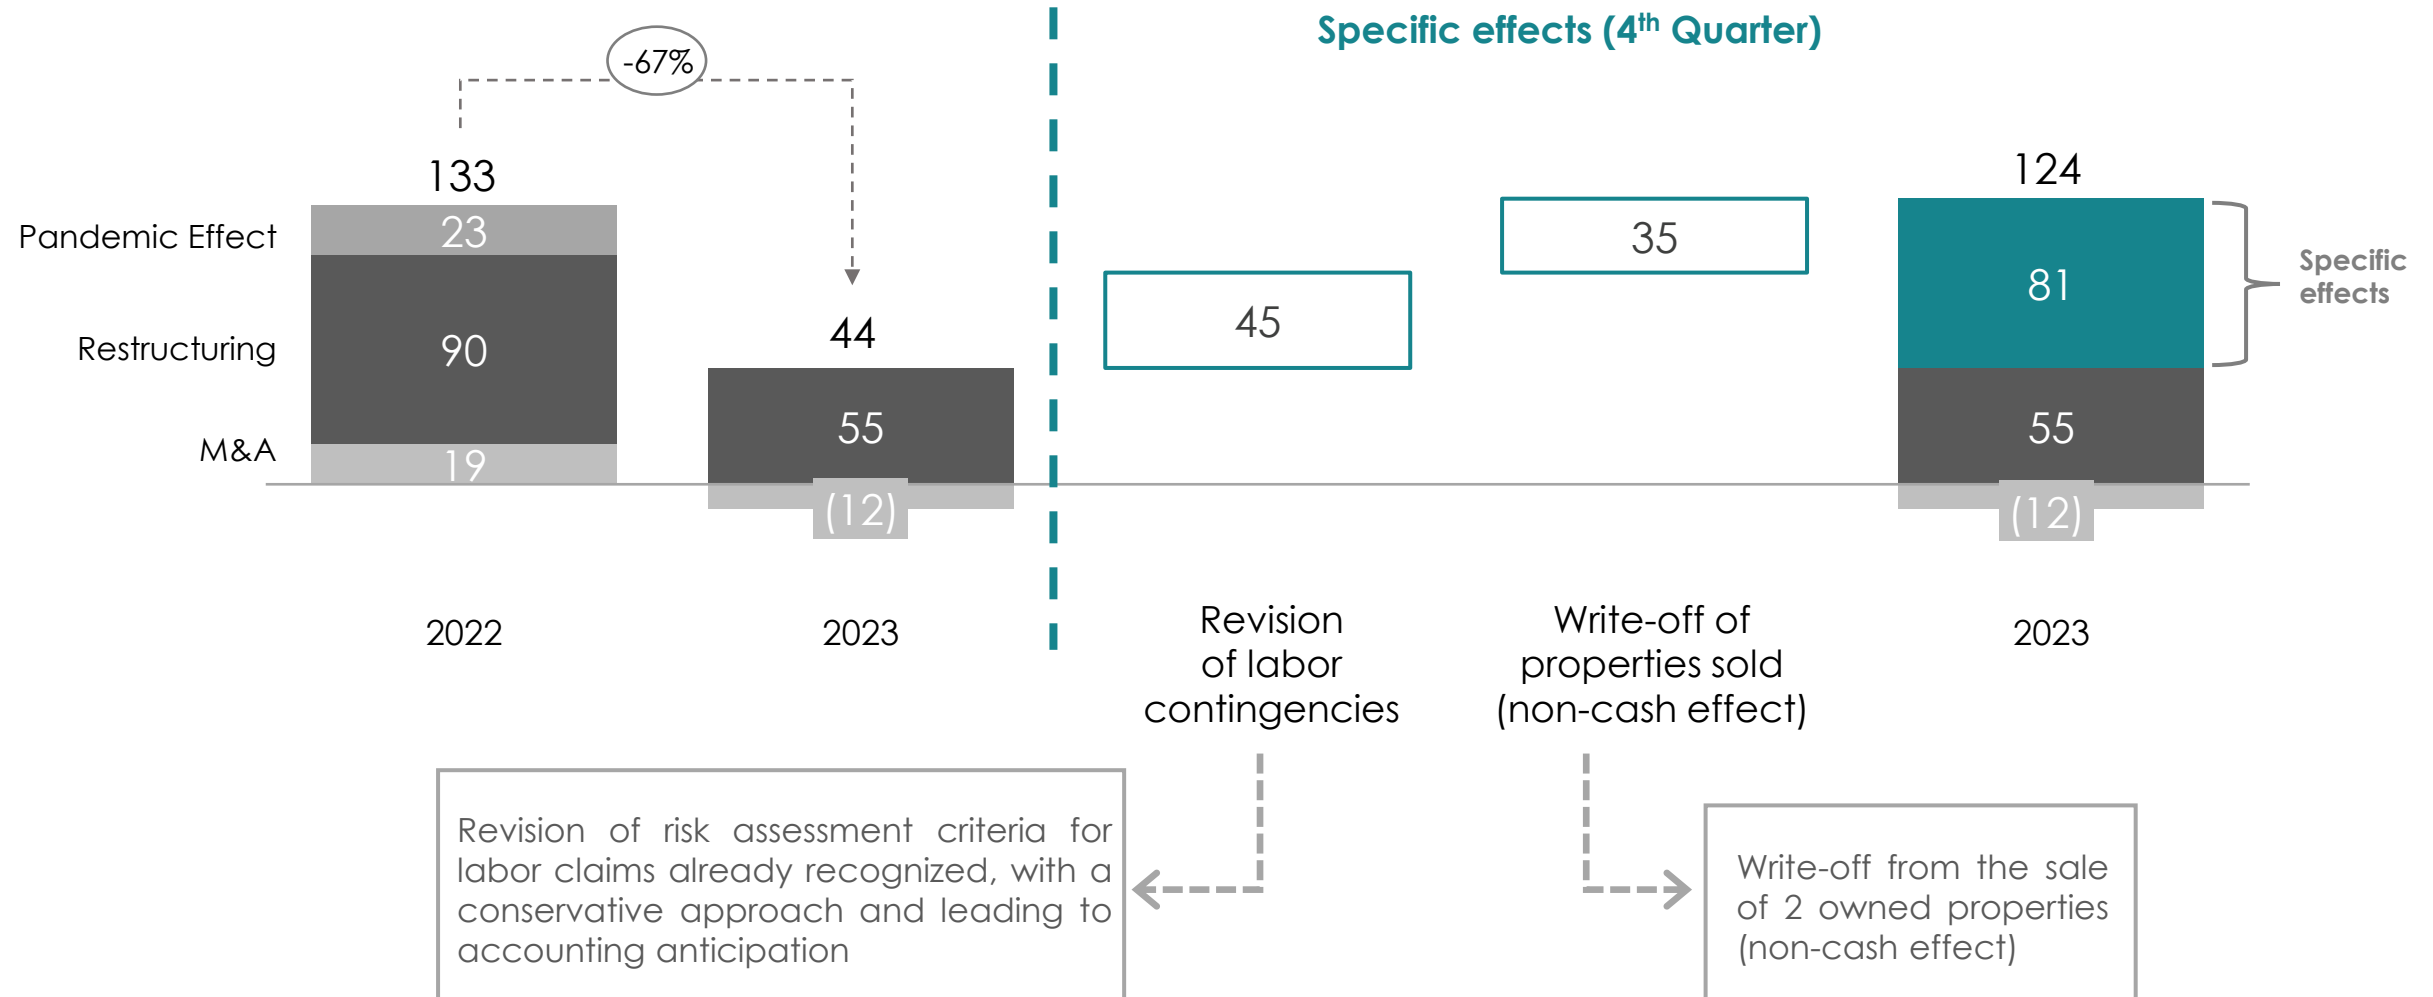 Specific effects (4th Quarter)
-67%
133
124
Pandemic Effect
23
35
Specific
effects
81
44
45
Restructuring
90
55
55
M&A
19
(12)
(12)
2022
2023
Revision
of labor
contingencies
Write-off of
properties sold
(non-cash effect)
2023
Revision of risk assessment criteria for
labor claims already recognized, with a
conservative approach and leading to
accounting anticipation
Write-off from the sale
of 2 owned properties
(non-cash effect)